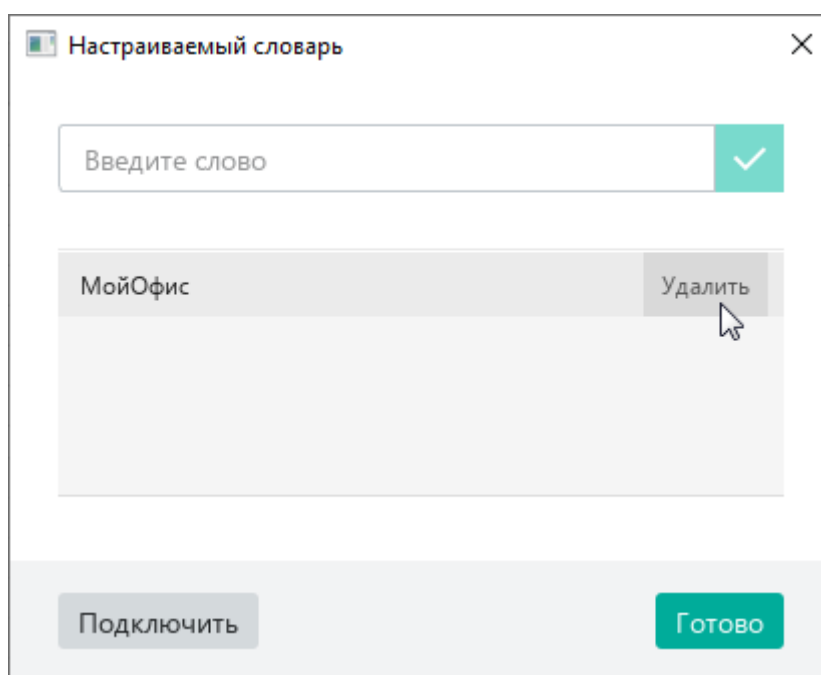 Настраиваемый словарь
Введите слово
МойОфис Удалить
Подключить Готово